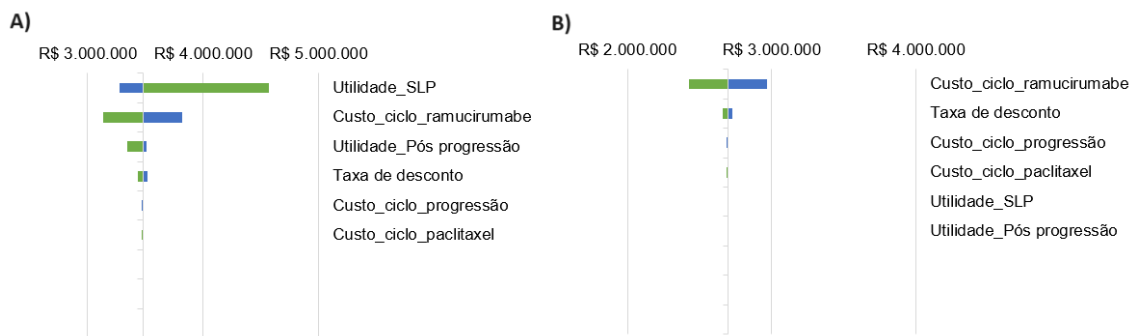 A)
R$ 3.000.000 R$ 4.000.000 R$ 5.000.000
Utilidade_SLP
Custo_ciclo_ramucirumabe
Utilidade_Pós progressão
Taxa de desconto
Custo_ciclo_progressão
Custo_ciclo_paclitaxel
B)
R$ 2.000.000 R$ 3.000.000 R$ 4.000.000
Custo_ciclo_ramucirumabe
Taxa de desconto
Custo_ciclo_progressão
Custo_ciclo_paclitaxel
Utilidade_SLP
Utilidade_Pós progressão